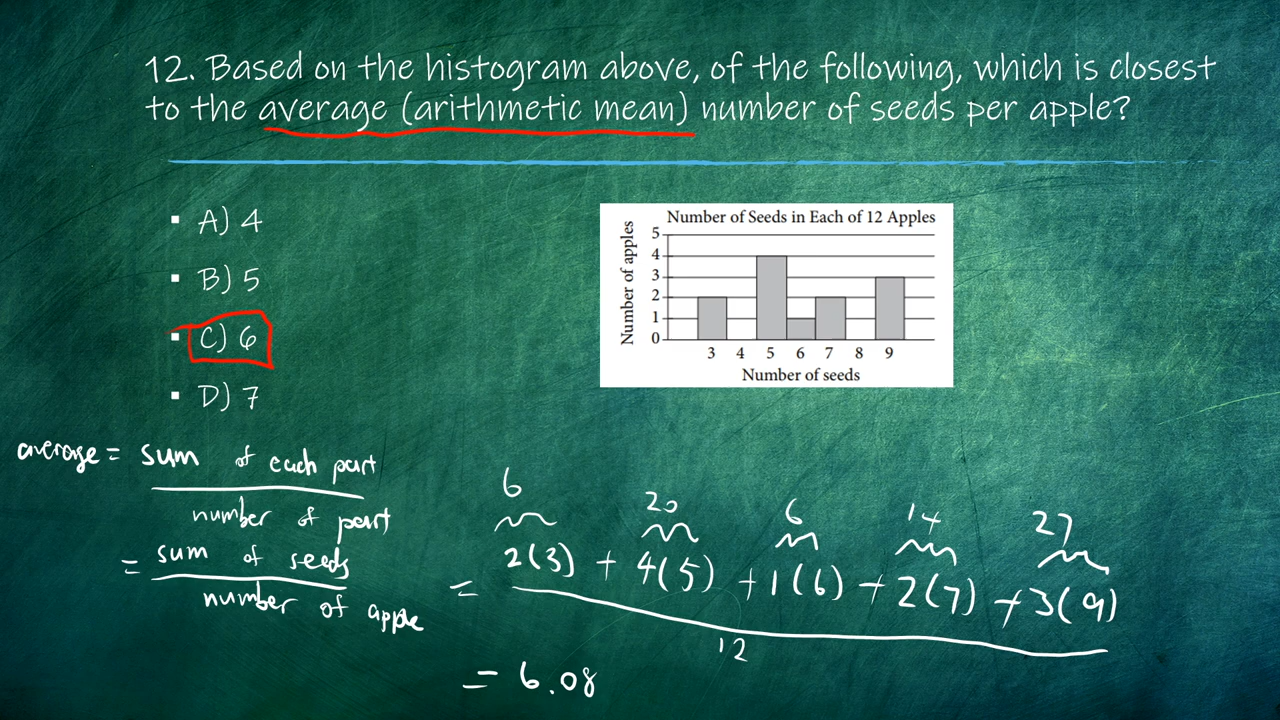 12. Based on the histogram above, of the following, which is closest
to the average (arithmetic mean) number of seeds per apple?
A) 4
B) 5
C) 6
D) 7
Number of Seeds in Each of 12 Apples
Number of apples
5
4
3
2
1
0
3 4 5 6 7 8 9
Number of seeds
average = sum of each part
number of part
= sum of seeds
number of apple
6 20 6 14 27
= 2(3) + 4(5) + 1(6) + 2(7) + 3(9)
12
= 6.08